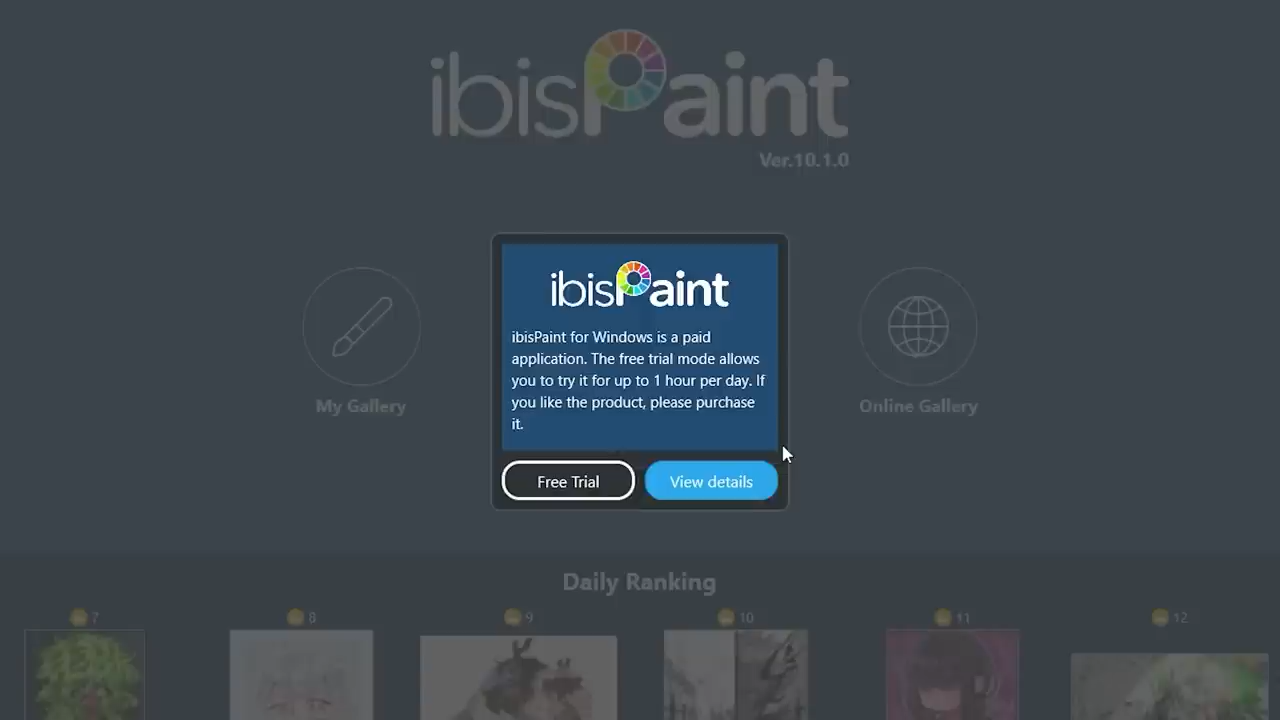 ibisPaint
Ver.10.1.0
ibisPaint
ibisPaint for Windows is a paid
application. The free trial mode allows
you to try it for up to 1 hour per day. If
you like the product, please purchase
it.
Free Trial
View details
My Gallery
Online Gallery
Daily Ranking
7
8
9
10
11
12